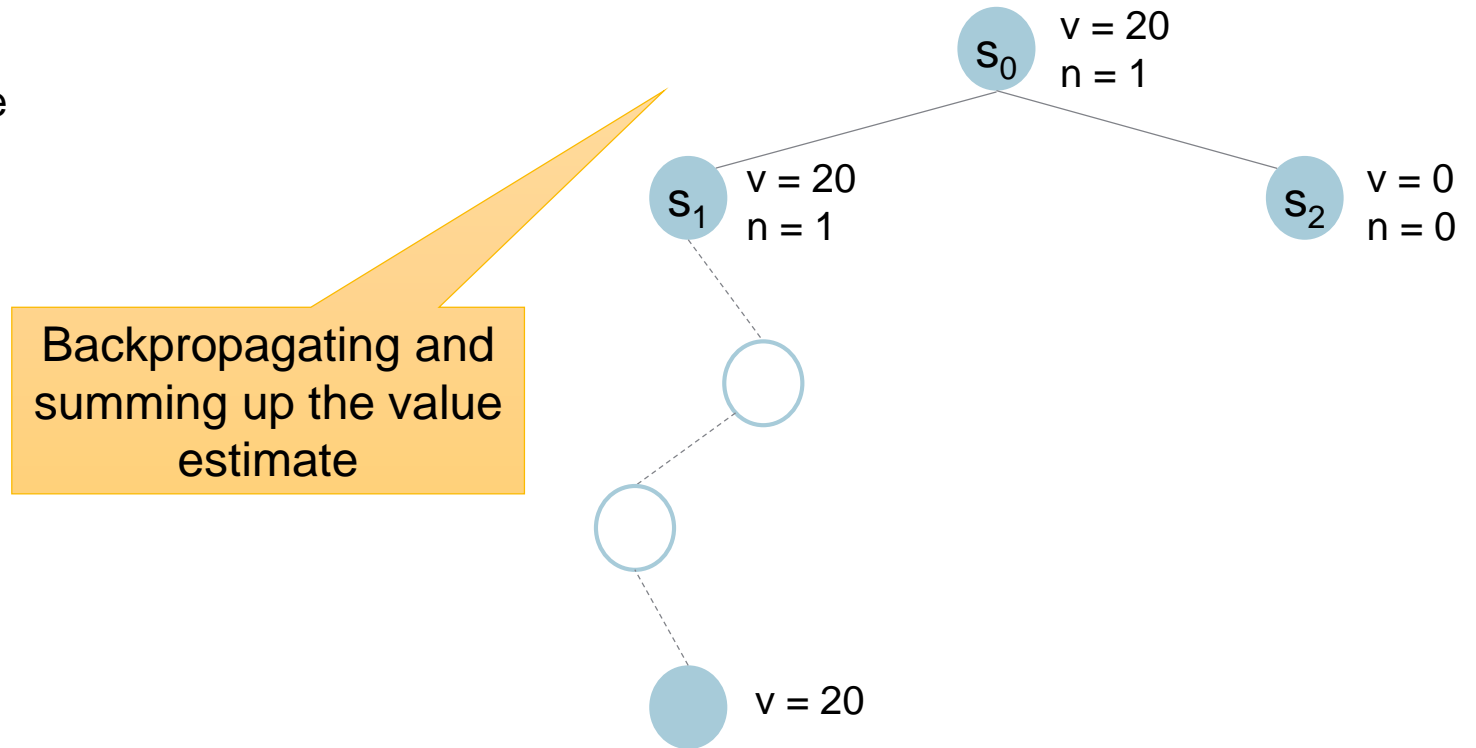 v = 20
s₀
n = 1
e
s₁
v = 20
n = 1
s₂
v = 0
n = 0
Backpropagating and
summing up the value
estimate
v = 20